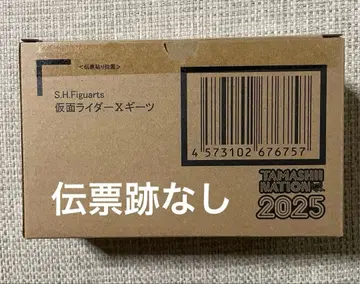 <伝票貼り位置>
S.H.Figuarts
仮面ライダーXギーツ
4 573102 676757
伝票跡なし
TAMASHII
NATION
2025